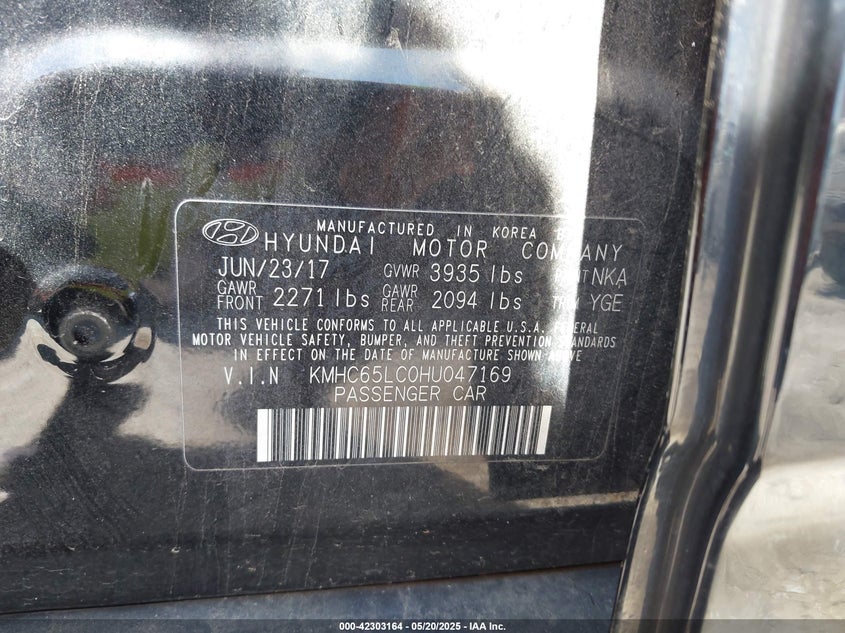 MANUFACTURED IN KOREA
HYUNDAI MOTOR COMPANY
JUN/23/17 GVWR 3935 lbs NKA
GAWR FRONT 2271 lbs GAWR REAR 2094 lbs YGE
THIS VEHICLE CONFORMS TO ALL APPLICABLE U.S.A. FEDERAL
MOTOR VEHICLE SAFETY, BUMPER, AND THEFT PREVENTION STANDARDS
IN EFFECT ON THE DATE OF MANUFACTURE SHOWN ABOVE
V.I.N KMHC65LC0HU047169
PASSENGER CAR
000-42303164 - 05/20/2025 - IAA Inc.